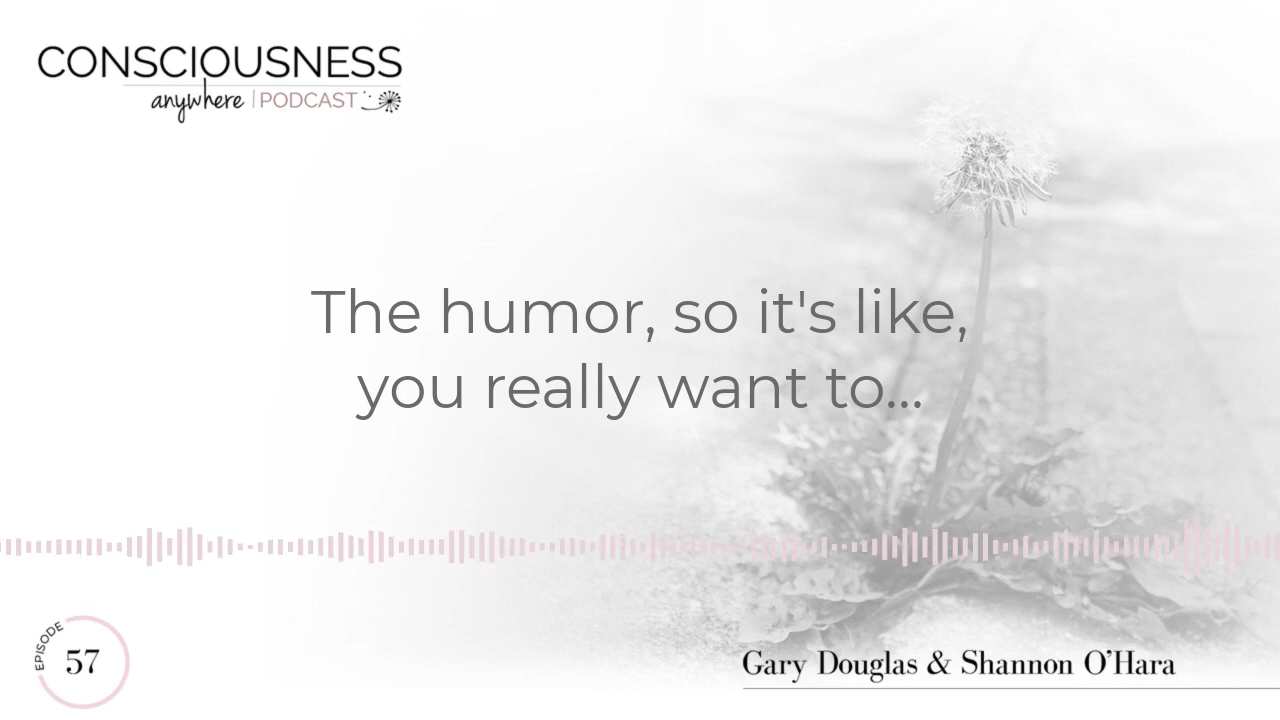 CONSCIOUSNESS
anywhere | PODCAST
The humor, so it's like,
you really want to...
EPISODE
57
Gary Douglas & Shannon O'Hara